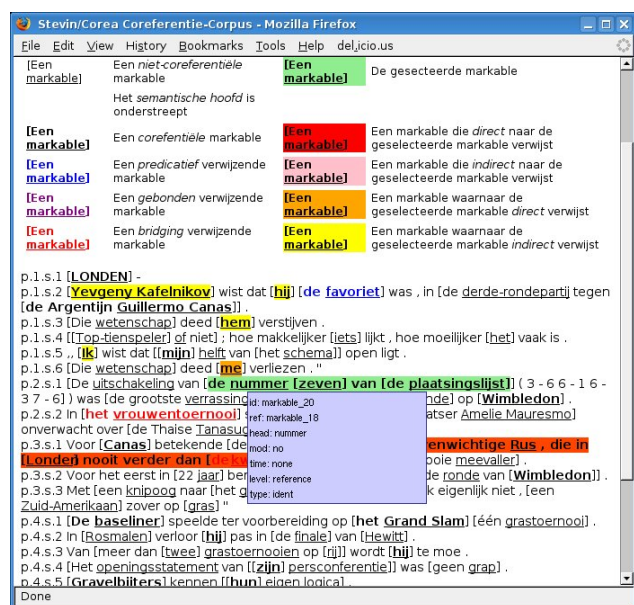 Stevin/Corea Coreferentie-Corpus - Mozilla Firefox
File Edit View History Bookmarks Tools Help del.icio.us
[Een markable] Een niet-coreferentiële markable [Een markable] De gesecteerde markable
Het semantische hoofd is onderstreept
[Een markable] Een corefentiële markable [Een markable] Een markable die direct naar de geselecteerde markable verwijst
[Een markable] Een predicatief verwijzende markable [Een markable] Een markable die indirect naar de geselecteerde markable verwijst
[Een markable] Een gebonden verwijzende markable [Een markable] Een markable waarnaar de geselecteerde markable direct verwijst
[Een markable] Een bridging verwijzende markable [Een markable] Een markable waarnaar de geselecteerde markable indirect verwijst
p.1.s.1 [LONDEN] -
p.1.s.2 [Yevgeny Kafelnikov] wist dat [hij] [de favoriet] was , in [de derde-rondepartij tegen
[de Argentijn Guillermo Canas]] .
p.1.s.3 [Die wetenschap] deed [hem] verstijven .
p.1.s.4 [[Top-tienspeler] of niet] ; hoe makkelijker [iets] lijkt , hoe moeilijker [het] vaak is .
p.1.s.5 ,, [Ik] wist dat [[mijn] helft van [het schema]] open ligt .
p.1.s.6 [Die wetenschap] deed [me] verliezen . "
p.2.s.1 [De uitschakeling van [de nummer [zeven] van [de plaatsingslijst]] ( 3 - 6 6 - 1 6 -
3 7 - 6] ) was [de grootste verrassing nde] op [Wimbledon] .
p.2.s.2 In [het vrouwentoernooi] s atser Amelie Mauresmo]
onverwacht over [de Thaise Tanasug
p.3.s.1 Voor [Canas] betekende [de enwichtige Rus , die in
[Londen] nooit verder dan [de kw ooie meevaller] .
p.3.s.2 Voor het eerst in [22 jaar] ber de ronde van [Wimbledon]] .
p.3.s.3 Met [een knipoog naar [het g k eigenlijk niet , [een
Zuid-Amerikaan] zover op [gras] "
p.4.s.1 [De baseliner] speelde ter voorbereiding op [het Grand Slam] [één grastoernooi] .
p.4.s.2 In [Rosmalen] verloor [hij] pas in [de finale] van [Hewitt] .
p.4.s.3 Van [meer dan [twee] grastoernooien op [rij]] wordt [hij] te moe .
p.4.s.4 [Het openingsstatement van [[zijn] persconferentie]] was [geen grap] .
p.4.s.5 [Gravelbijters] kennen [[hun] eigen logica] .
id: markable_20
ref: markable_18
head: nummer
mod: no
time: none
level: reference
type: ident
Done